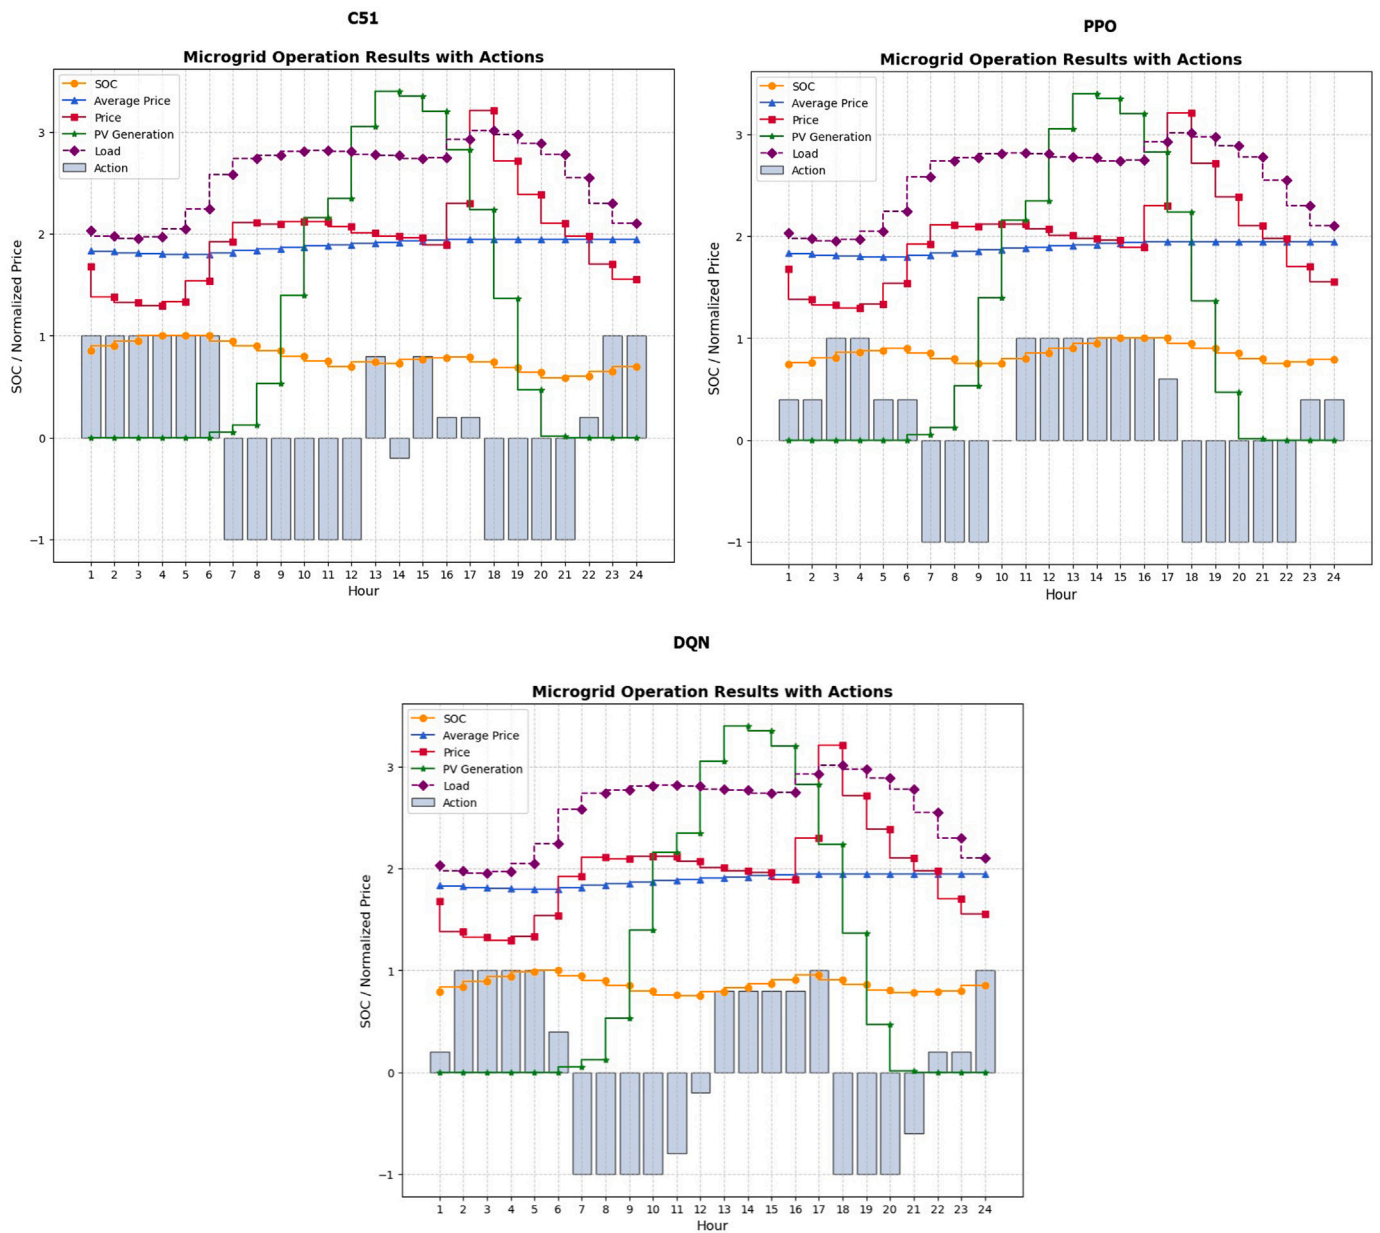 C51
Microgrid Operation Results with Actions
SOC
Average Price
Price
PV Generation
Load
Action
SOC / Normalized Price
3
2
1
0
−1
1 2 3 4 5 6 7 8 9 10 11 12 13 14 15 16 17 18 19 20 21 22 23 24
Hour
PPO
Microgrid Operation Results with Actions
SOC
Average Price
Price
PV Generation
Load
Action
SOC / Normalized Price
3
2
1
0
−1
1 2 3 4 5 6 7 8 9 10 11 12 13 14 15 16 17 18 19 20 21 22 23 24
Hour
DQN
Microgrid Operation Results with Actions
SOC
Average Price
Price
PV Generation
Load
Action
SOC / Normalized Price
3
2
1
0
−1
1 2 3 4 5 6 7 8 9 10 11 12 13 14 15 16 17 18 19 20 21 22 23 24
Hour